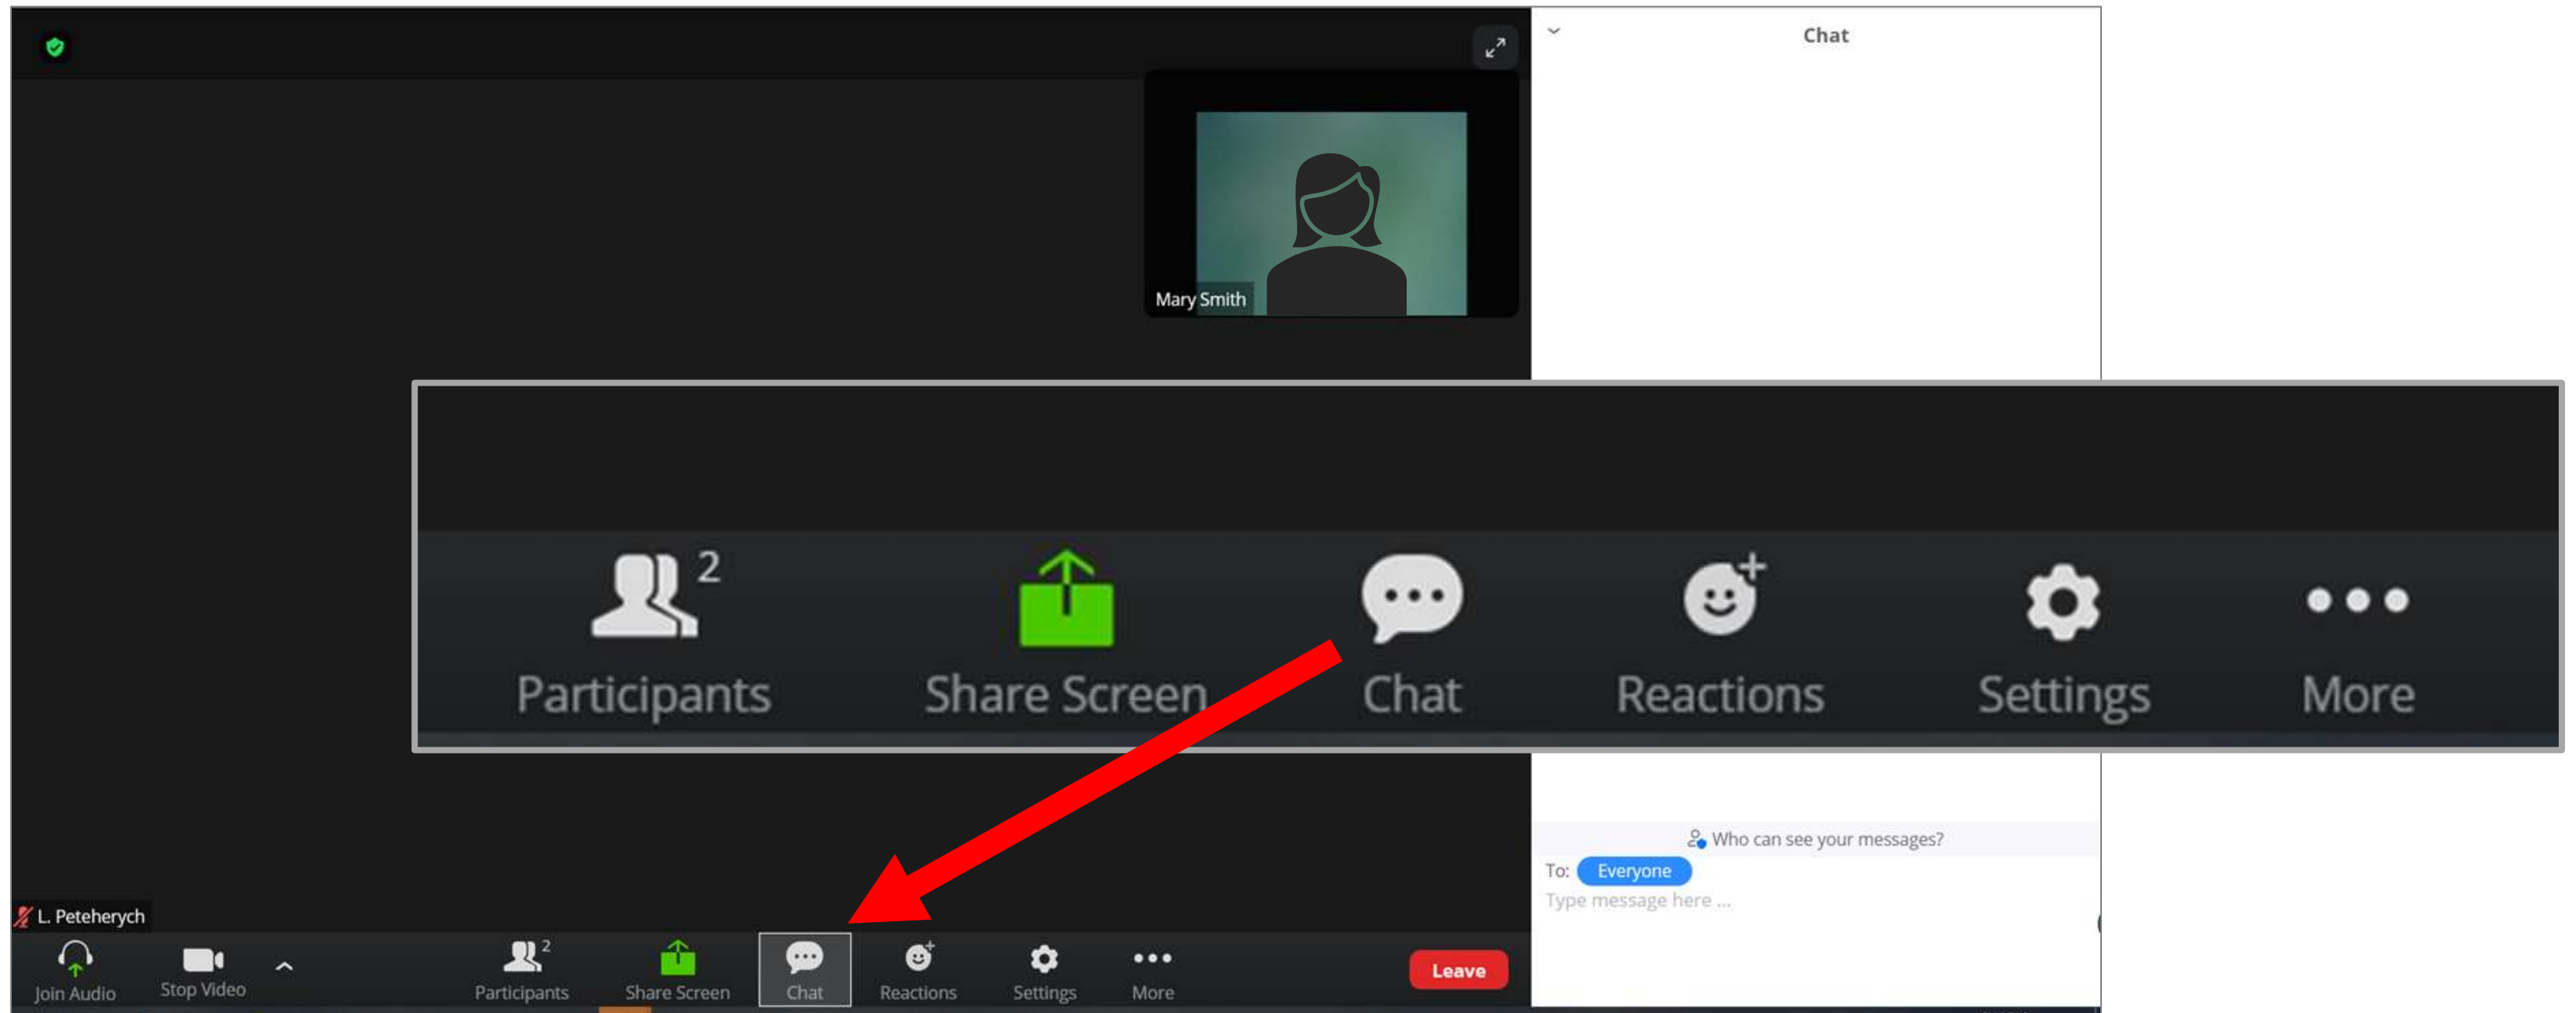 Chat
Mary Smith
2
Participants Share Screen Chat Reactions Settings More
Who can see your messages?
To: Everyone
Type message here ...
L. Peteherych
2
Join Audio Stop Video Participants Share Screen Chat Reactions Settings More Leave